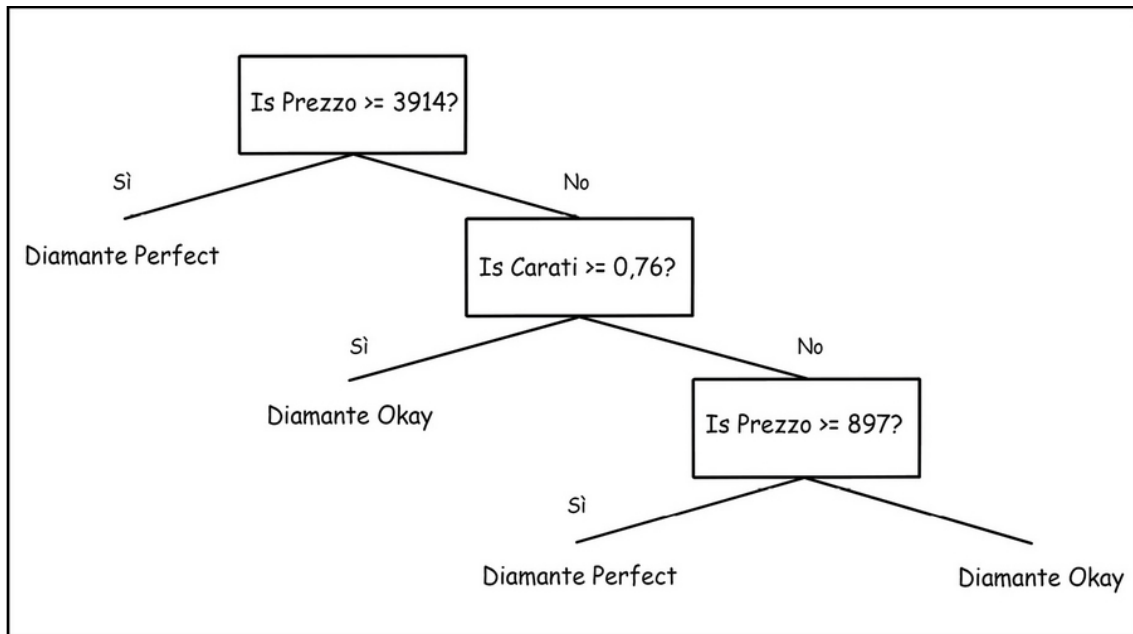 Is Prezzo >= 3914?
Sì
No
Diamante Perfect
Is Carati >= 0,76?
Sì
No
Diamante Okay
Is Prezzo >= 897?
Sì
Diamante Perfect
Diamante Okay